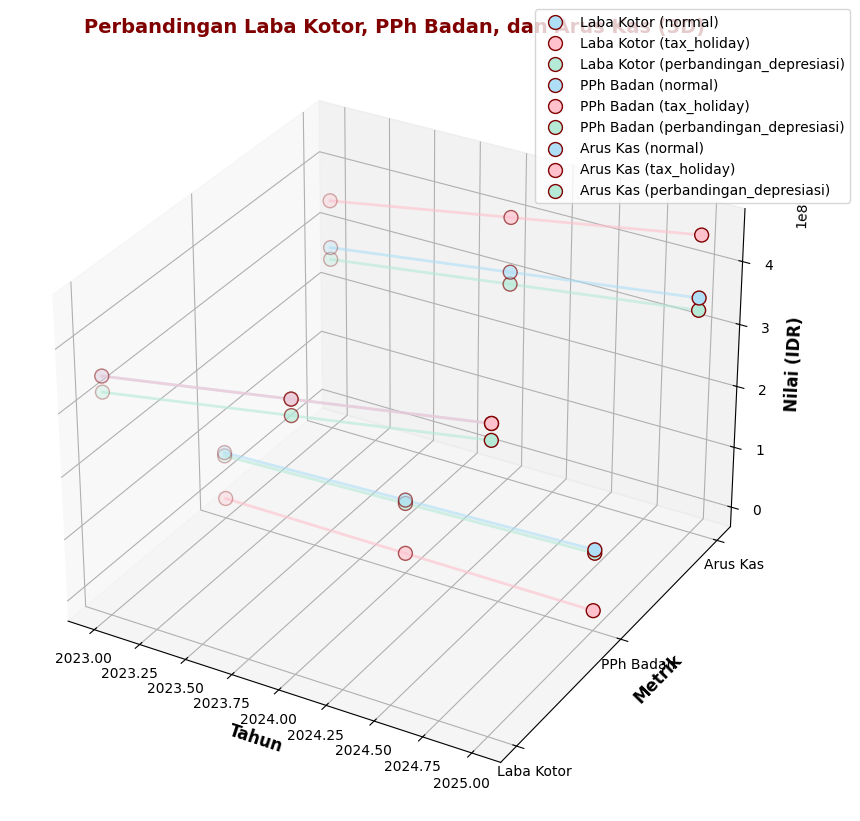 Perbandingan Laba Kotor, PPh Badan, dan Arus Kas (3D)
Laba Kotor (normal)
Laba Kotor (tax_holiday)
Laba Kotor (perbandingan_depresiasi)
PPh Badan (normal)
PPh Badan (tax_holiday)
PPh Badan (perbandingan_depresiasi)
Arus Kas (normal)
Arus Kas (tax_holiday)
Arus Kas (perbandingan_depresiasi)
1e8
4
3
2
1
0
Nilai (IDR)
Arus Kas
PPh Badan
Laba Kotor
Metrik
2023.00
2023.25
2023.50
2023.75
2024.00
2024.25
2024.50
2024.75
2025.00
Tahun